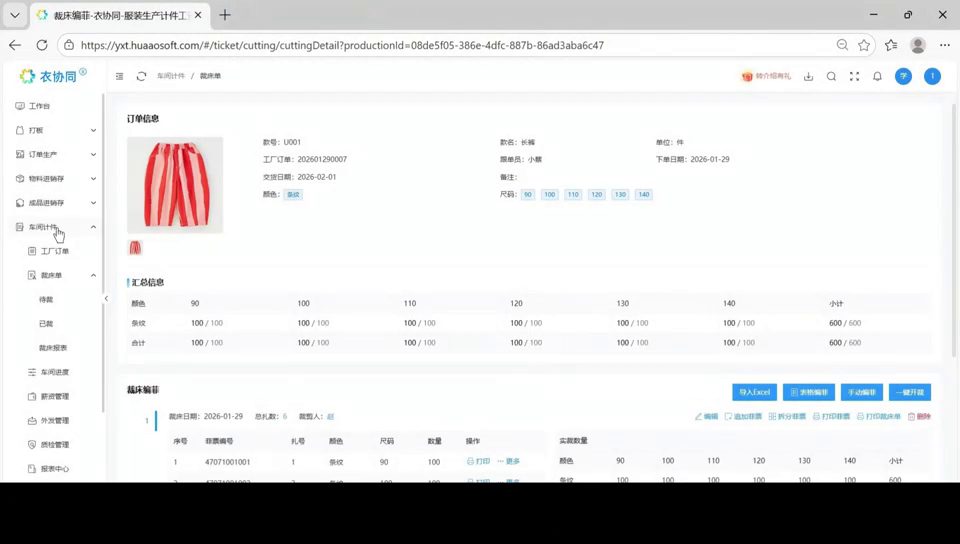 裁床编菲-衣协同-服装生产计件工
https://yxt.huaaosoft.com/#/ticket/cutting/cuttingDetail?productionId=08de5f05-386e-4dfc-887b-86ad3aba6c47
衣协同®
车间计件 / 裁床单
转介绍有礼
学
1
工作台
打板
订单生产
物料进销存
成品进销存
车间计件
工厂订单
裁床单
待裁
已裁
裁床报表
车间进度
薪资管理
外发管理
质检管理
报表中心
订单信息
款号: U001 款名: 长裤 单位: 件
工厂订单: 202601290007 跟单员: 小颖 下单日期: 2026-01-29
交货日期: 2026-02-01 备注:
颜色: 条纹 尺码: 90 100 110 120 130 140
汇总信息
颜色 90 100 110 120 130 140 小计
条纹 100 / 100 100 / 100 100 / 100 100 / 100 100 / 100 100 / 100 600 / 600
合计 100 / 100 100 / 100 100 / 100 100 / 100 100 / 100 100 / 100 600 / 600
裁床编菲 导入Excel 表格编菲 手动编菲 一键开裁
1 裁床日期: 2026-01-29 总扎数: 6 裁剪人: 赵 编辑 追加菲票 拆分菲票 打印菲票 打印裁床单 删除
序号 菲票编号 扎号 颜色 尺码 数量 操作
1 47071001001 1 条纹 90 100 打印 ··· 更多
实裁数量
颜色 90 100 110 120 130 140 小计
条纹 100 100 100 100 100 100 600